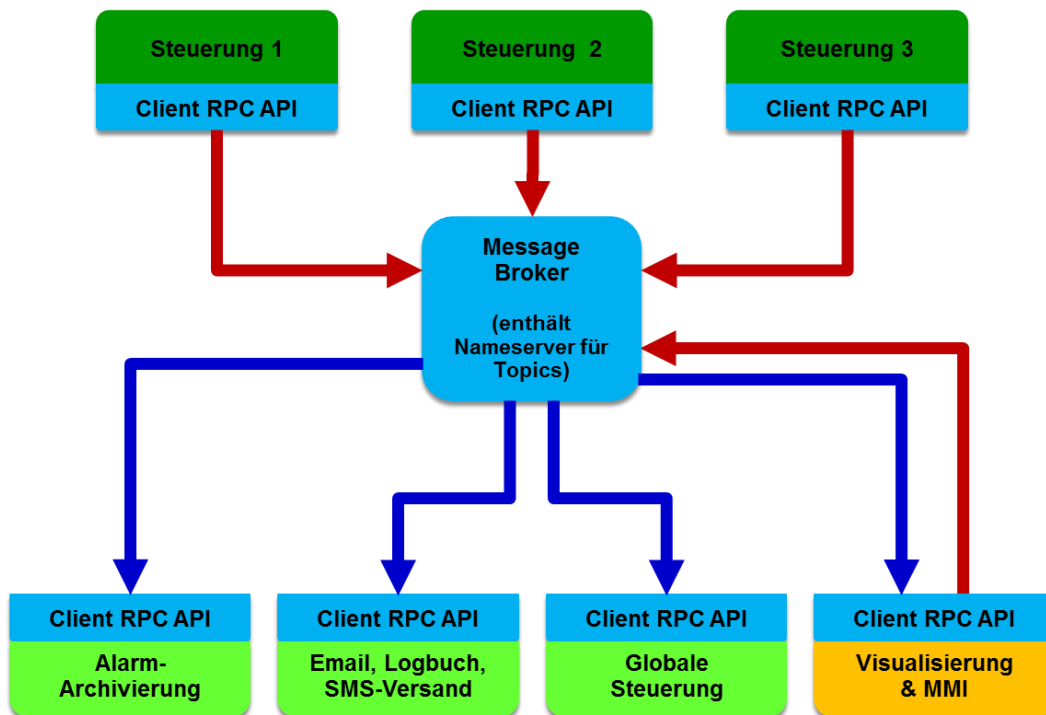 Steuerung 1
Steuerung 2
Steuerung 3
Client RPC API
Client RPC API
Client RPC API
Message
Broker
(enthält
Nameserver für
Topics)
Client RPC API
Client RPC API
Client RPC API
Client RPC API
Alarm-
Archivierung
Email, Logbuch,
SMS-Versand
Globale
Steuerung
Visualisierung
& MMI